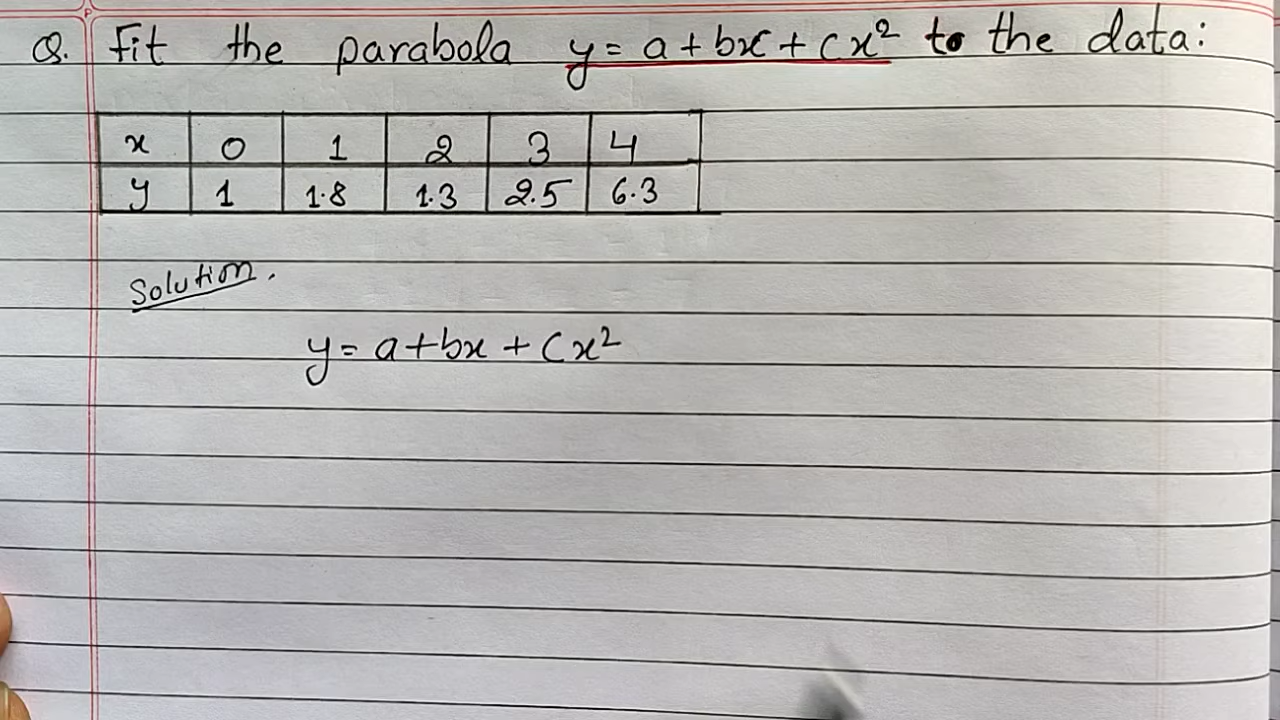 Q. Fit the parabola y = a + bx + cx² to the data:
x 0 1 2 3 4
y 1 1.8 1.3 2.5 6.3
Solution.
y = a + bx + cx²